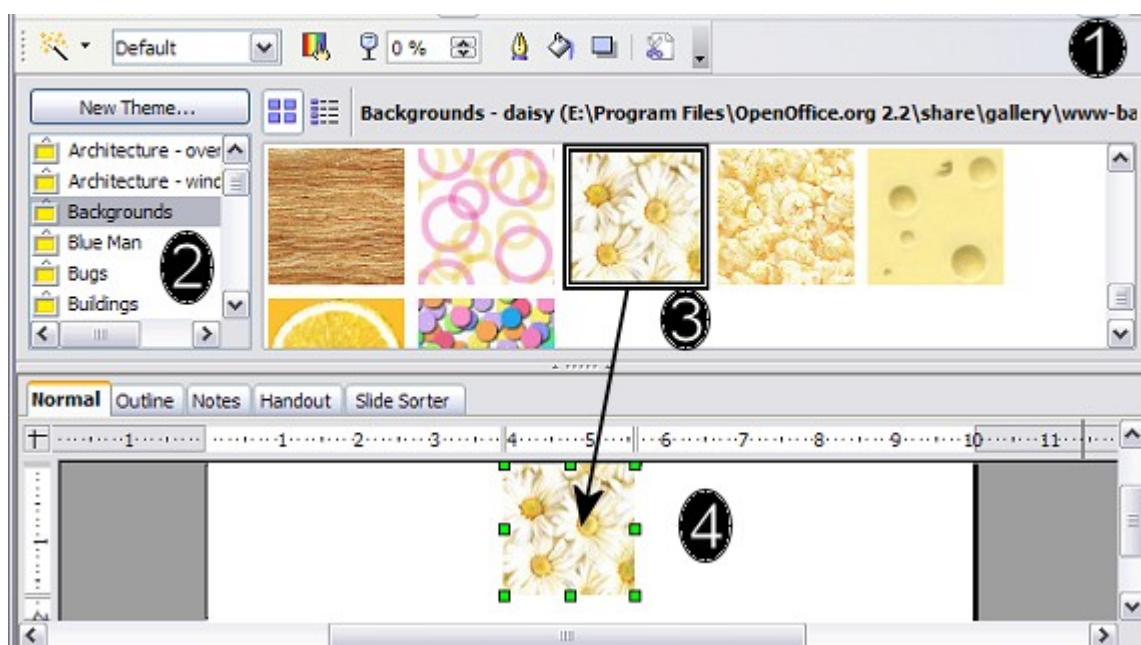 Default
0 %
1
New Theme...
Backgrounds - daisy (E:\Program Files\OpenOffice.org 2.2\share\gallery\www-ba
Architecture - over
Architecture - wind
Backgrounds
Blue Man
Bugs
Buildings
2
3
Normal Outline Notes Handout Slide Sorter
1 1 2 3 4 5 6 7 8 9 10 11
1
2
4